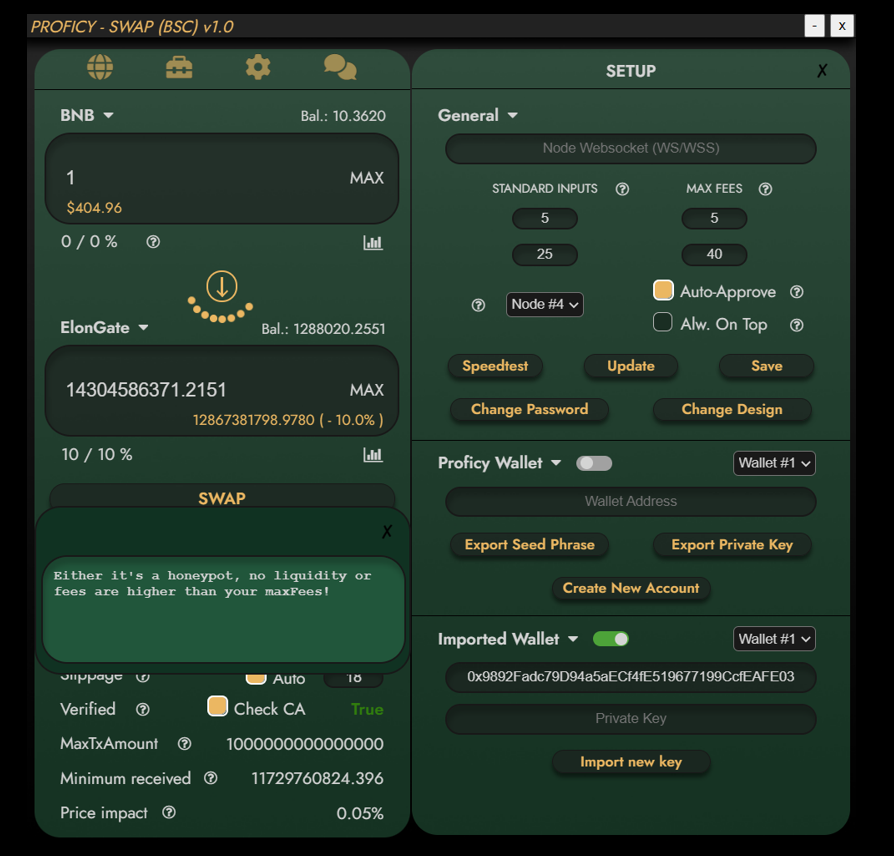 PROFICY - SWAP (BSC) v1.0
- x
BNB
Bal.: 10.3620
1
MAX
$404.96
0 / 0 %
ElonGate
Bal.: 1288020.2551
14304586371.2151
MAX
12867381798.9780 ( - 10.0% )
10 / 10 %
SWAP
X
Either it's a honeypot, no liquidity or
fees are higher than your maxFees!
Slippage
Auto
18
Verified
Check CA
True
MaxTxAmount
1000000000000000
Minimum received
11729760824.396
Price impact
0.05%
SETUP
X
General
Node Websocket (WS/WSS)
STANDARD INPUTS
MAX FEES
5
5
25
40
Node #4
Auto-Approve
Alw. On Top
Speedtest
Update
Save
Change Password
Change Design
Proficy Wallet
Wallet #1
Wallet Address
Export Seed Phrase
Export Private Key
Create New Account
Imported Wallet
Wallet #1
0x9892Fadc79D94a5aECf4fE519677199CcfEAFE03
Private Key
Import new key